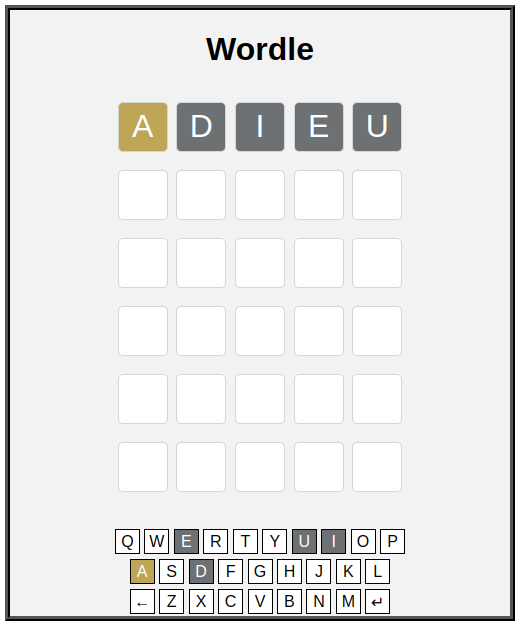 Wordle
A D I E U
Q W E R T Y U I O P
A S D F G H J K L
← Z X C V B N M ↵